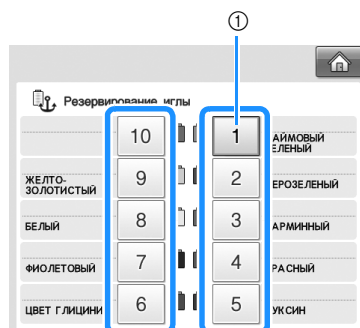 ①
Резервирование иглы
10 1 АЙМОВЫЙ ЕЛЕНЫЙ
ЖЕЛТО-ЗОЛОТИСТЫЙ 9 2 ЕРОЗЕЛЕНЫЙ
БЕЛЫЙ 8 3 АРМИННЫЙ
ФИОЛЕТОВЫЙ 7 4 РАСНЫЙ
ЦВЕТ ГЛИЦИНИ 6 5 УКСИН